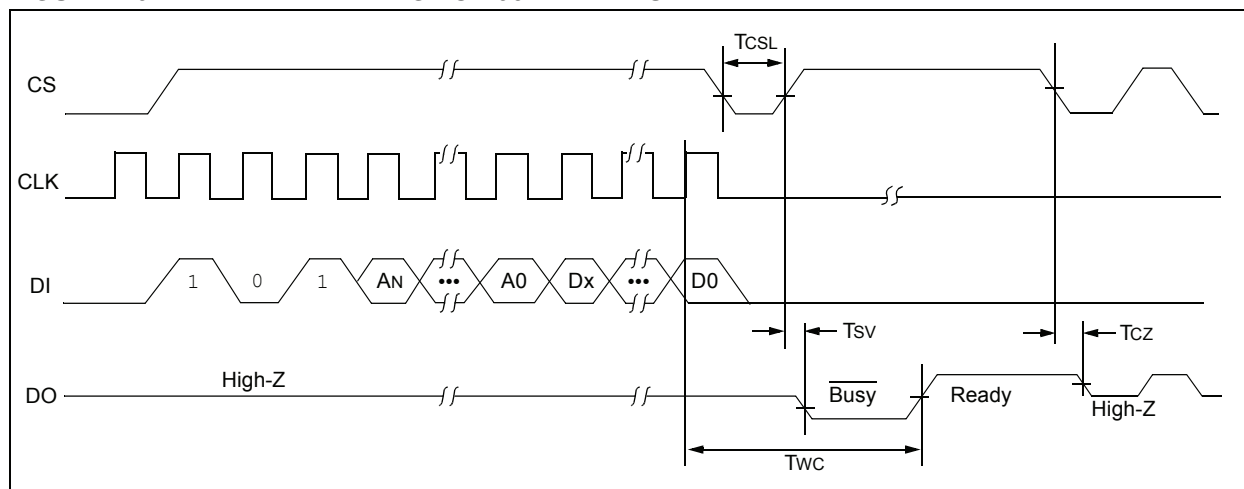 TCSL
CS
CLK
DI
1 0 1 AN ••• A0 Dx ••• D0
TSV
TCZ
DO
High-Z
Busy
Ready
High-Z
TWC